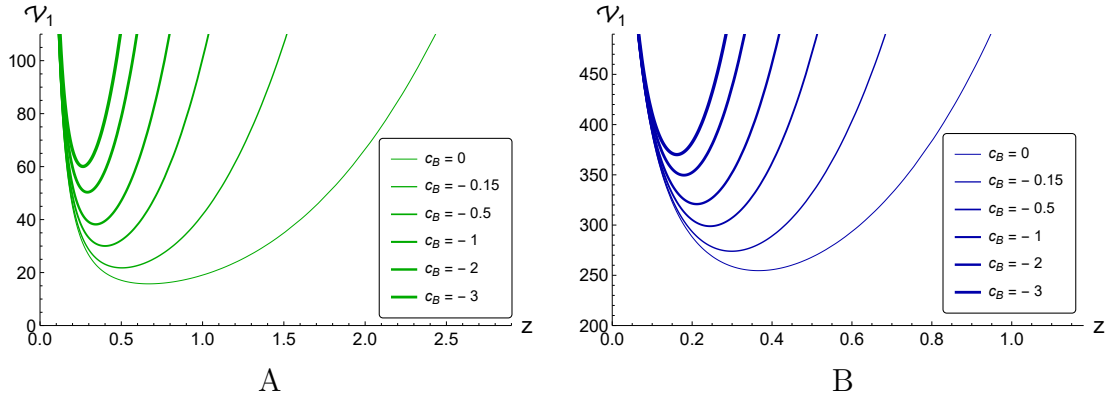 𝒱₁
100
80
60
40
20
0
0.0 0.5 1.0 1.5 2.0 2.5 z
c_B = 0
c_B = − 0.15
c_B = − 0.5
c_B = − 1
c_B = − 2
c_B = − 3
A
𝒱₁
450
400
350
300
250
200
0.0 0.2 0.4 0.6 0.8 1.0 z
c_B = 0
c_B = − 0.15
c_B = − 0.5
c_B = − 1
c_B = − 2
c_B = − 3
B